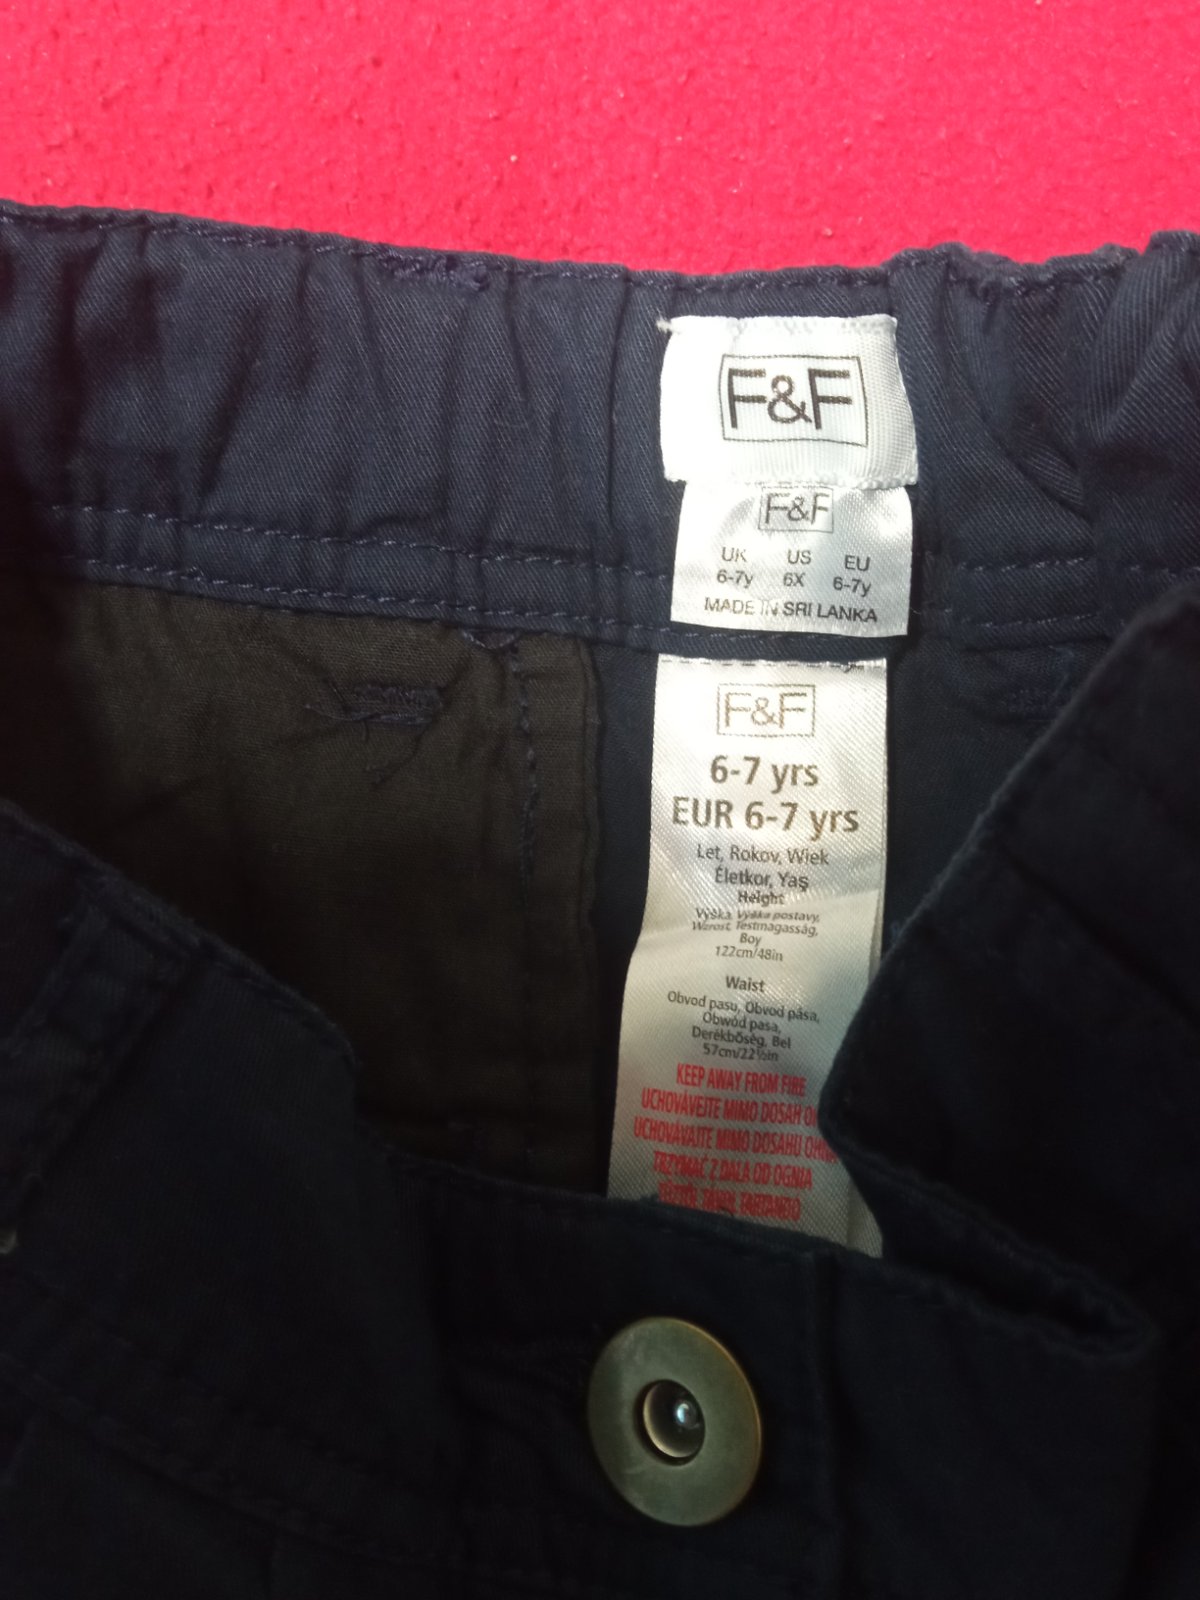 F&F
F&F
UK US EU
6-7y 6X 6-7y
MADE IN SRI LANKA
F&F
6-7 yrs
EUR 6-7 yrs
Let, Rokov, Wiek
Életkor, Yaş
Height
Výška, Výška postavy,
Wzrost, Testmagasság,
Boy
122cm/48in
Waist
Obvod pasu, Obvod pása,
Obwód pasa,
Derékbőség, Bel
57cm/22½in
KEEP AWAY FROM FIRE
UCHOVÁVEJTE MIMO DOSAH
UCHOVÁVAJTE MIMO DOSAHU
TRZYMAĆ Z DALA OD OGNIA
TARTANDÓ